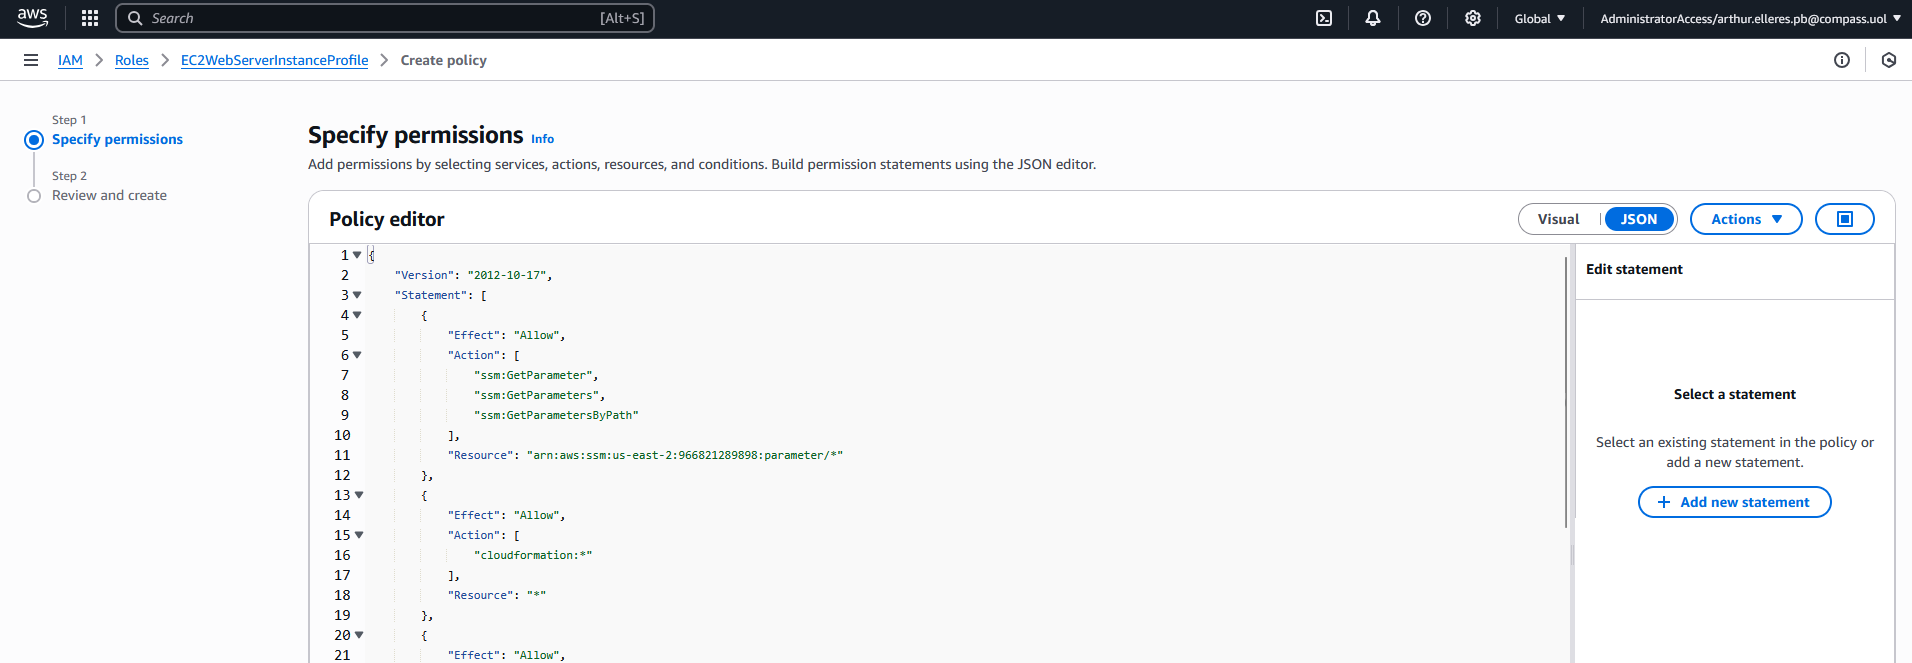 aws
Search [Alt+S]
Global
AdministratorAccess/arthur.elleres.pb@compass.uol
IAM > Roles > EC2WebServerInstanceProfile > Create policy
Step 1
Specify permissions
Step 2
Review and create
Specify permissions Info
Add permissions by selecting services, actions, resources, and conditions. Build permission statements using the JSON editor.
Policy editor
Visual | JSON
Actions
1 {
2 "Version": "2012-10-17",
3 "Statement": [
4 {
5 "Effect": "Allow",
6 "Action": [
7 "ssm:GetParameter",
8 "ssm:GetParameters",
9 "ssm:GetParametersByPath"
10 ],
11 "Resource": "arn:aws:ssm:us-east-2:966821289898:parameter/*"
12 },
13 {
14 "Effect": "Allow",
15 "Action": [
16 "cloudformation:*"
17 ],
18 "Resource": "*"
19 },
20 {
21 "Effect": "Allow",
Edit statement
Select a statement
Select an existing statement in the policy or
add a new statement.
+ Add new statement